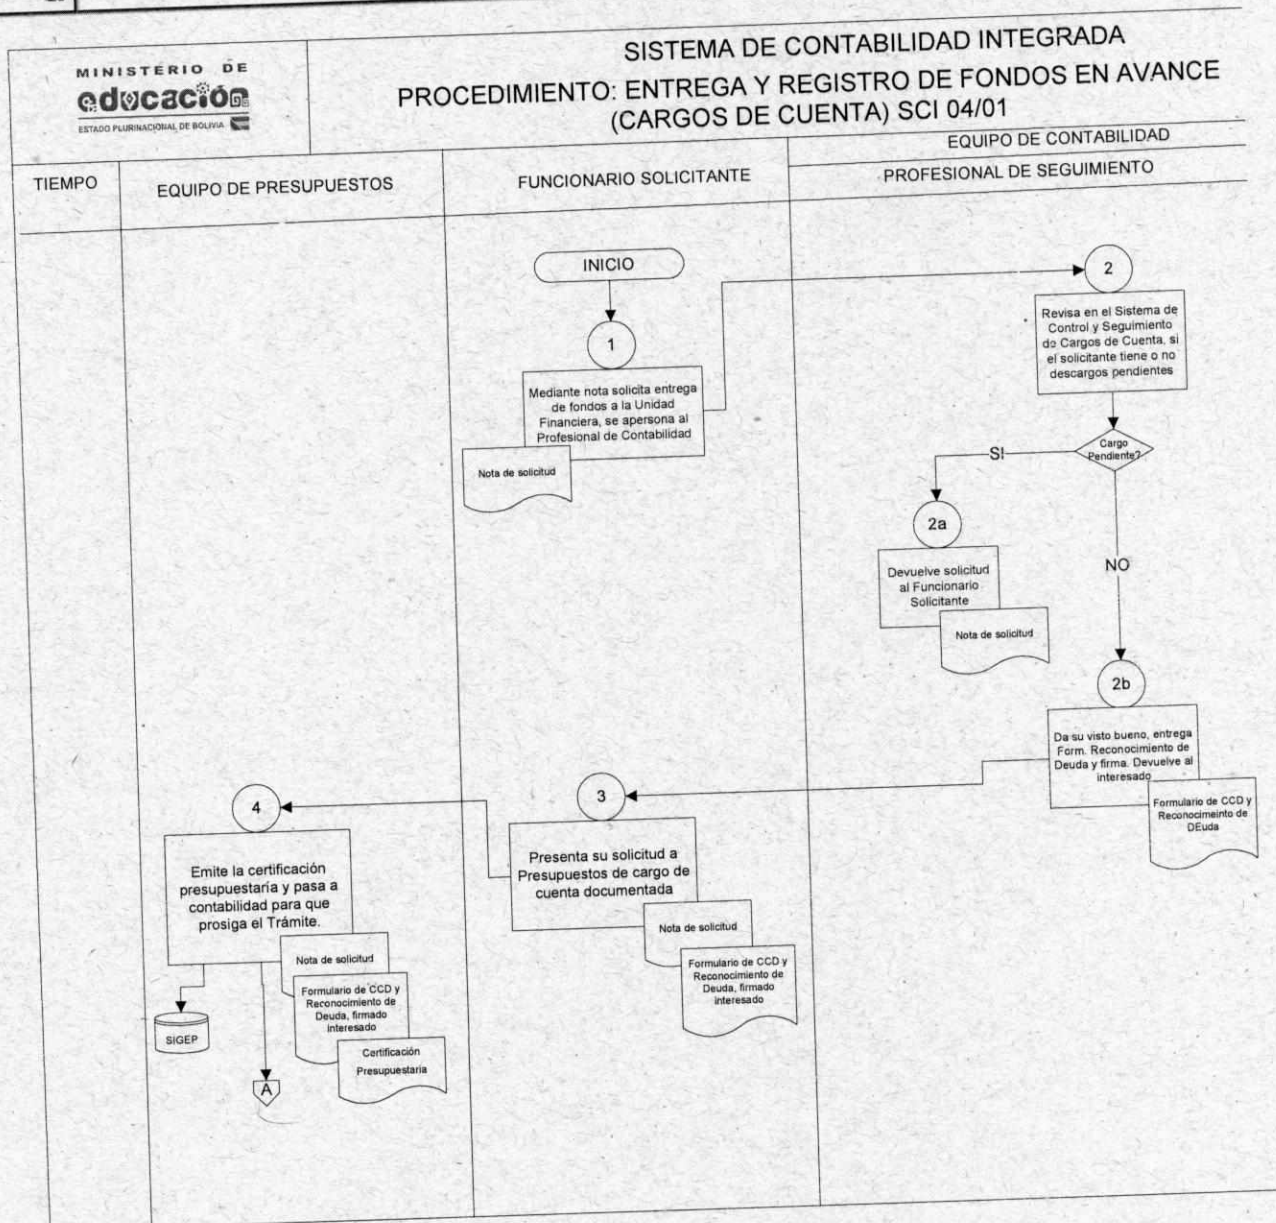 MINISTERIO DE
educación
ESTADO PLURINACIONAL DE BOLIVIA
SISTEMA DE CONTABILIDAD INTEGRADA
PROCEDIMIENTO: ENTREGA Y REGISTRO DE FONDOS EN AVANCE
(CARGOS DE CUENTA) SCI 04/01
TIEMPO
EQUIPO DE PRESUPUESTOS
FUNCIONARIO SOLICITANTE
EQUIPO DE CONTABILIDAD
PROFESIONAL DE SEGUIMIENTO
INICIO
1
Mediante nota solicita entrega
de fondos a la Unidad
Financiera, se apersona al
Profesional de Contabilidad
Nota de solicitud
2
Revisa en el Sistema de
Control y Seguimiento
de Cargos de Cuenta, si
el solicitante tiene o no
descargos pendientes
Cargo
Pendiente?
SI
2a
Devuelve solicitud
al Funcionario
Solicitante
Nota de solicitud
NO
2b
Da su visto bueno, entrega
Form. Reconocimiento de
Deuda y firma. Devuelve al
interesado
Formulario de CCD y
Reconocimeinto de
DEuda
3
Presenta su solicitud a
Presupuestos de cargo de
cuenta documentada
Nota de solicitud
Formulario de CCD y
Reconocimiento de
Deuda, firmado
interesado
4
Emite la certificación
presupuestaría y pasa a
contabilidad para que
prosiga el Trámite.
Nota de solicitud
Formulario de CCD y
Reconocimiento de
Deuda, firmado
interesado
Certificación
Presupuestaria
SIGEP
A